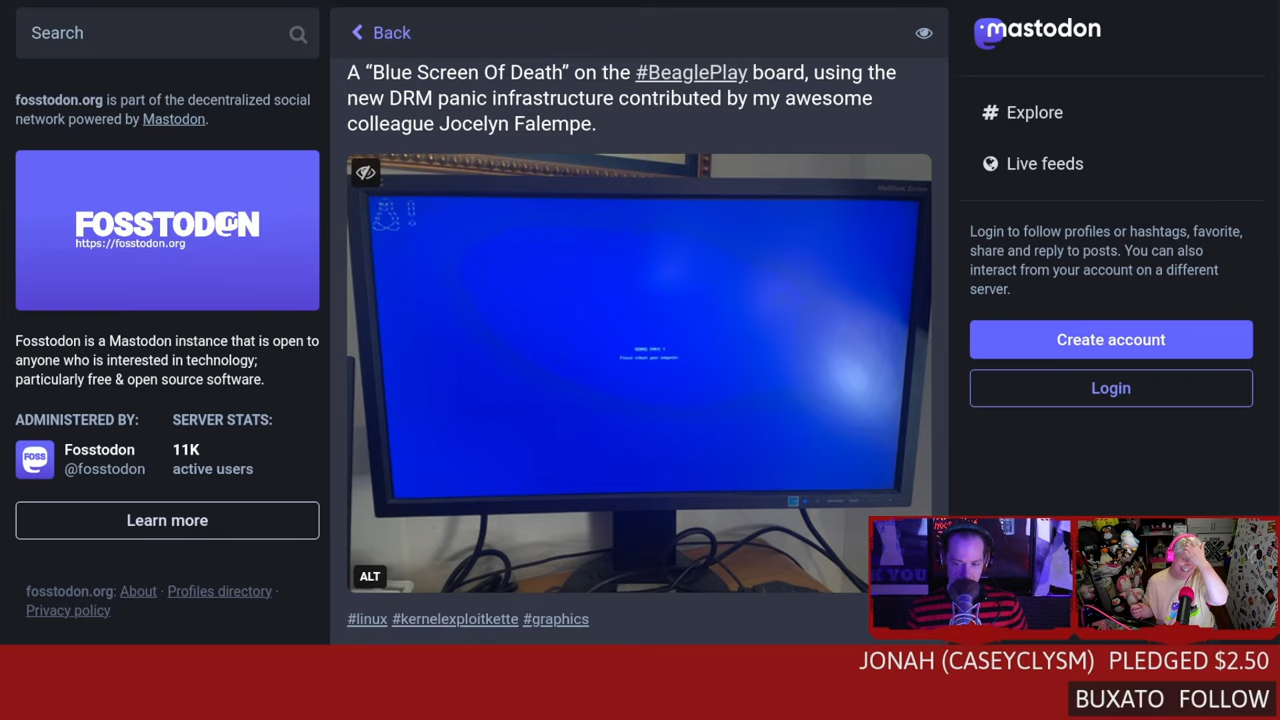 Search
fosstodon.org is part of the decentralized social
network powered by Mastodon.
FOSSTODON
https://fosstodon.org
Fosstodon is a Mastodon instance that is open to
anyone who is interested in technology;
particularly free & open source software.
ADMINISTERED BY:
Fosstodon
@fosstodon
SERVER STATS:
11K
active users
Learn more
fosstodon.org: About · Profiles directory ·
Privacy policy
Back
A “Blue Screen Of Death” on the #BeaglePlay board, using the
new DRM panic infrastructure contributed by my awesome
colleague Jocelyn Falempe.
KERNEL PANIC !
Please reboot your computer.
ALT
#linux #kernelexploitkette #graphics
mastodon
Explore
Live feeds
Login to follow profiles or hashtags, favorite,
share and reply to posts. You can also
interact from your account on a different
server.
Create account
Login
JONAH (CASEYCLYSM) PLEDGED $2.50
BUXATO FOLLOW